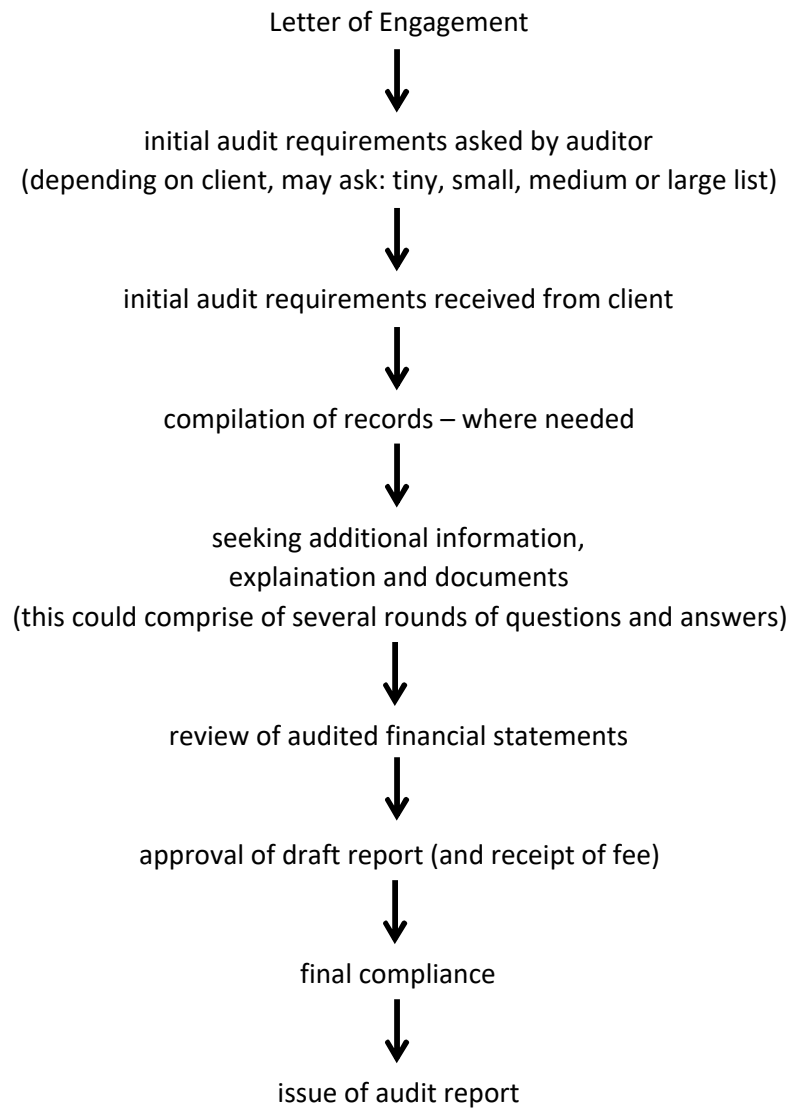 Letter of Engagement
initial audit requirements asked by auditor
(depending on client, may ask: tiny, small, medium or large list)
initial audit requirements received from client
compilation of records – where needed
seeking additional information,
explaination and documents
(this could comprise of several rounds of questions and answers)
review of audited financial statements
approval of draft report (and receipt of fee)
final compliance
issue of audit report